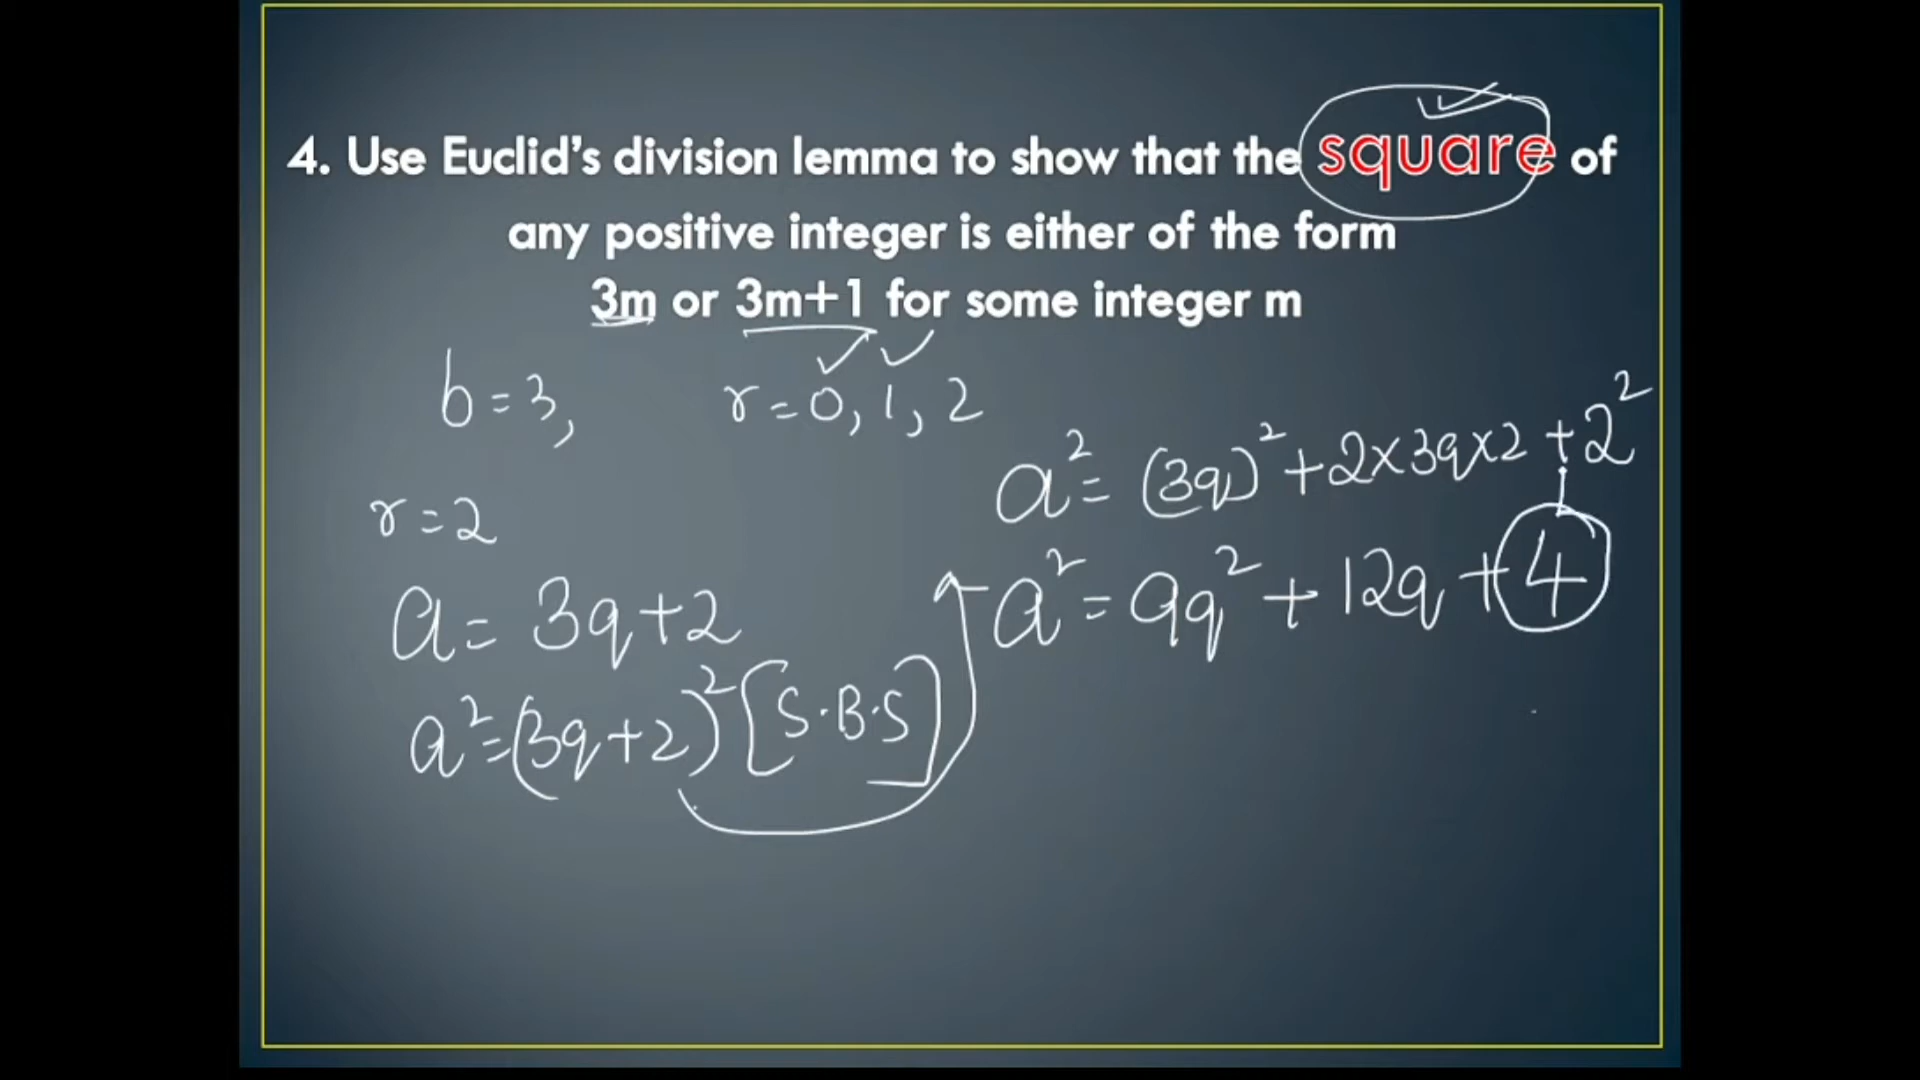 4. Use Euclid's division lemma to show that the square of
any positive integer is either of the form
3m or 3m+1 for some integer m
b=3, r=0, 1, 2
r=2
a=3q+2
a²=(3q+2)² [S.B.S]
a²=(3q)²+2×3q×2+2²
a²=9q²+12q+4